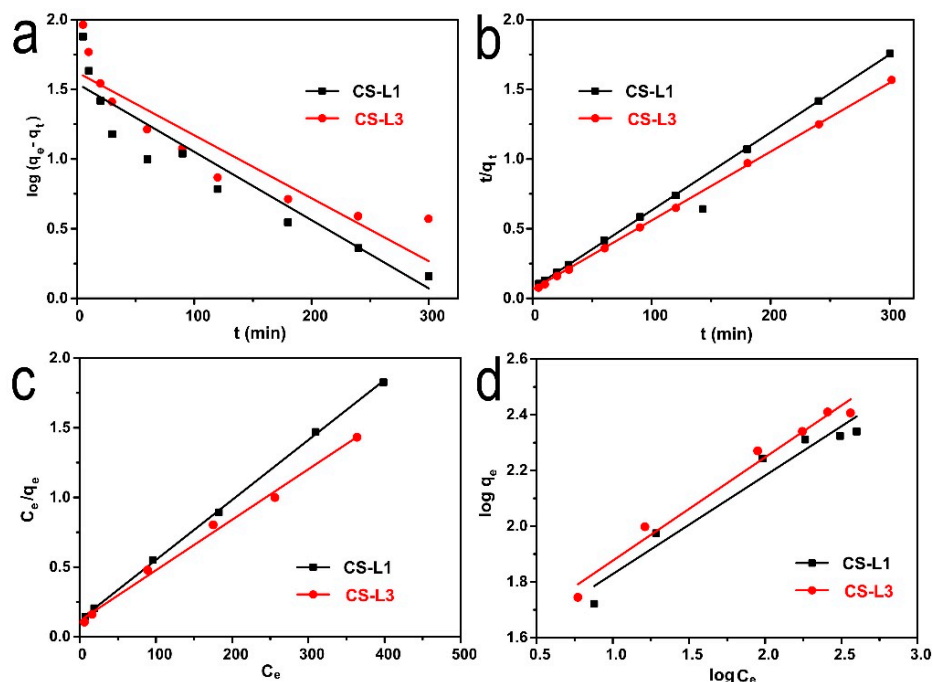 a
2.0
1.5
1.0
0.5
0.0
log (qe-qt)
CS-L1
CS-L3
0
100
200
300
t (min)
b
2.0
1.5
1.0
0.5
0.0
t/qt
CS-L1
CS-L3
0
100
200
300
t (min)
c
2.0
1.5
1.0
0.5
0.0
Ce/qe
CS-L1
CS-L3
0
100
200
300
400
500
Ce
d
2.6
2.4
2.2
2.0
1.8
1.6
log qe
CS-L1
CS-L3
0.5
1.0
1.5
2.0
2.5
3.0
logCe